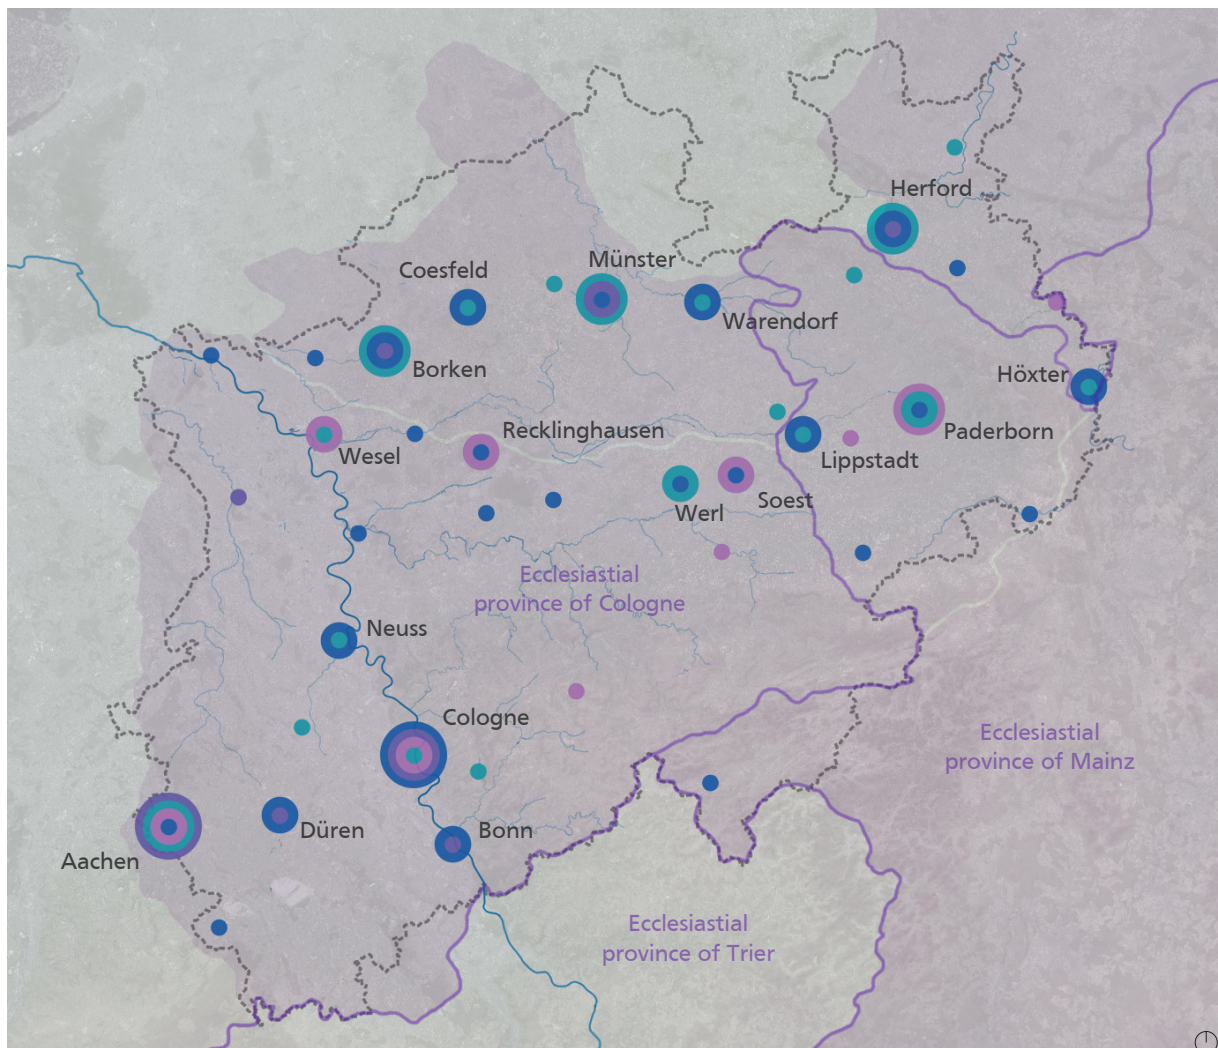 Herford
Münster
Coesfeld
Warendorf
Borken
Höxter
Recklinghausen
Paderborn
Wesel
Lippstadt
Soest
Werl
Ecclesiastial
province of Cologne
Neuss
Cologne
Ecclesiastial
province of Mainz
Düren
Bonn
Aachen
Ecclesiastial
province of Trier